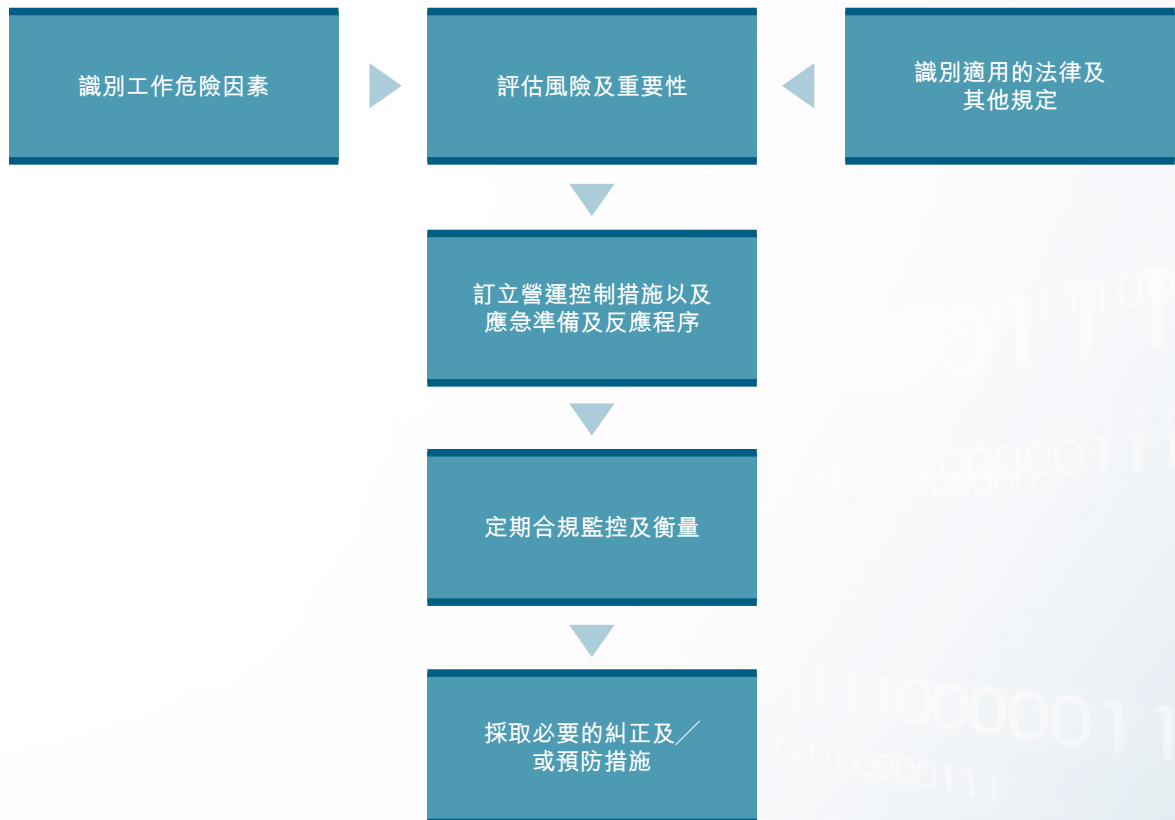 識別工作危險因素
評估風險及重要性
識別適用的法律及
其他規定
訂立營運控制措施以及
應急準備及反應程序
定期合規監控及衡量
採取必要的糾正及／
或預防措施